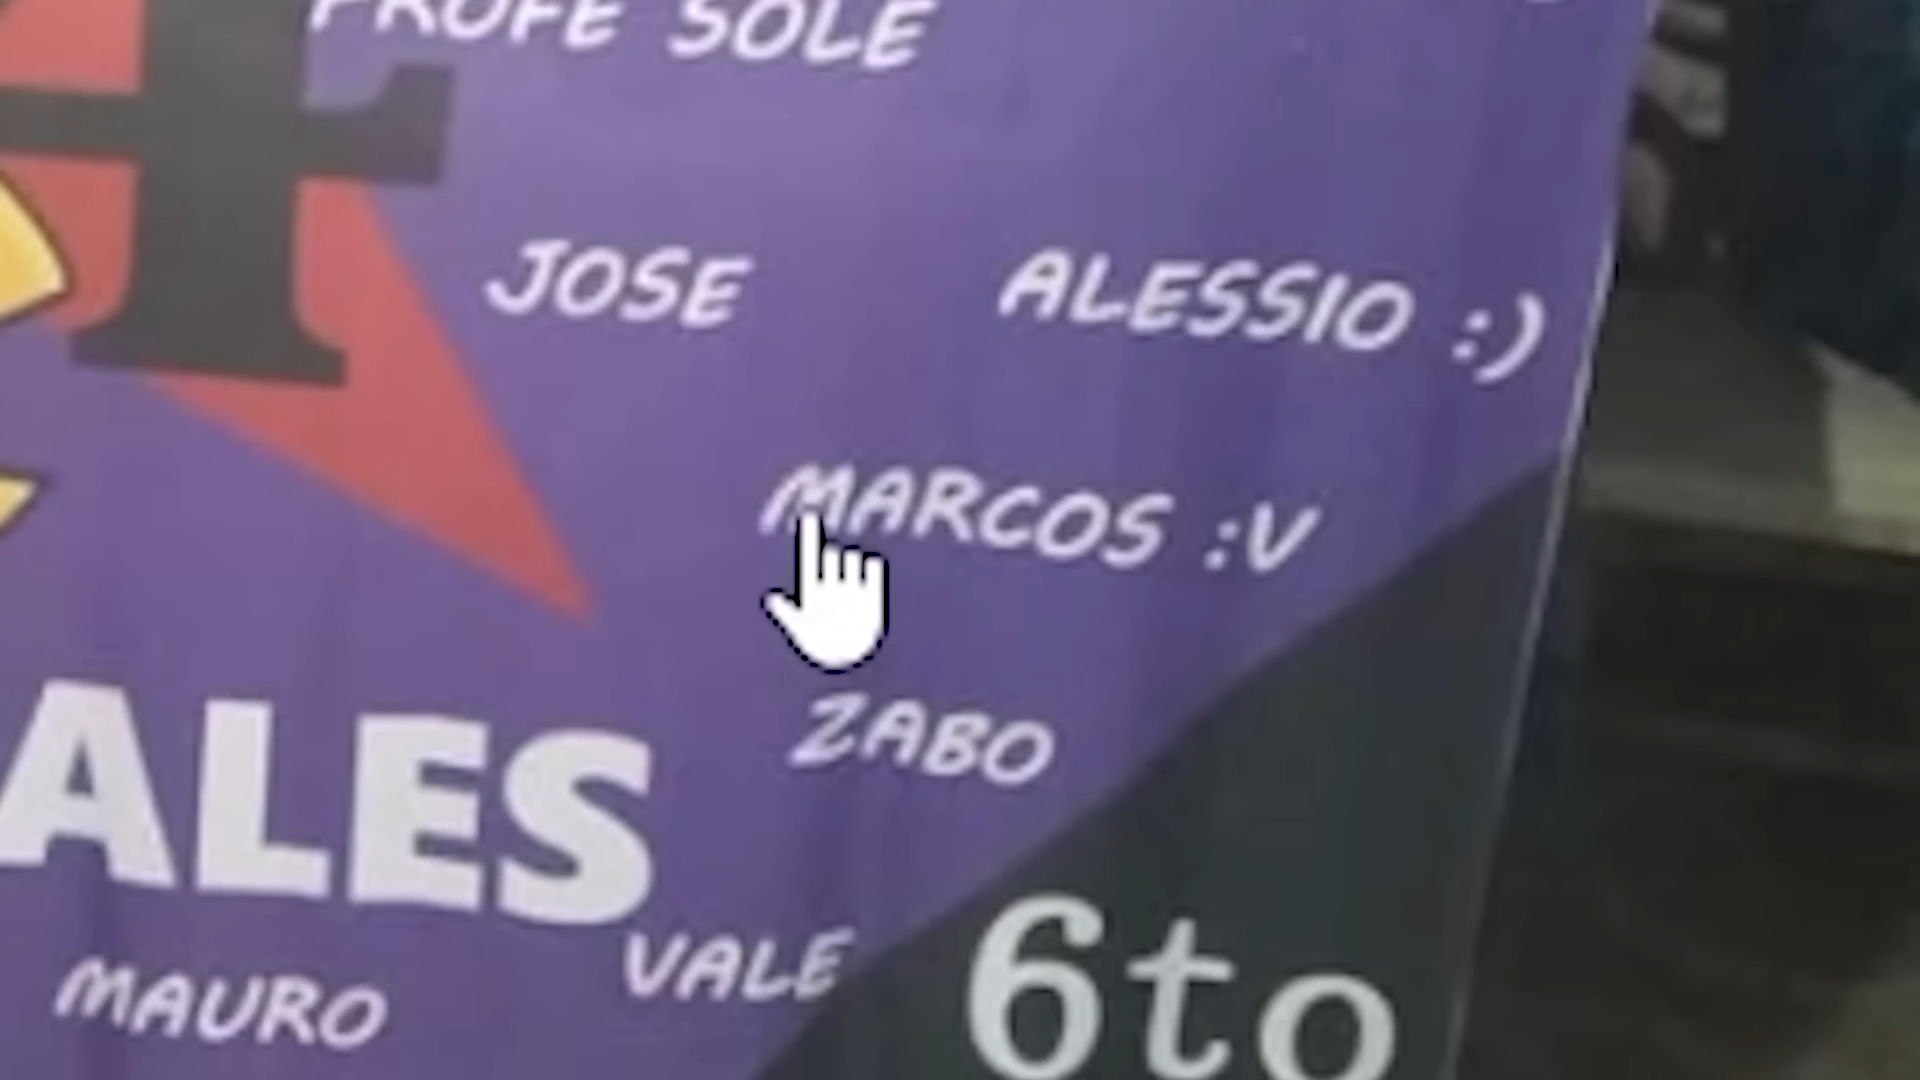 PROFE SOLE
JOSE
ALESSIO :)
MARCOS :V
ZABO
ALES
VALE
MAURO
6to